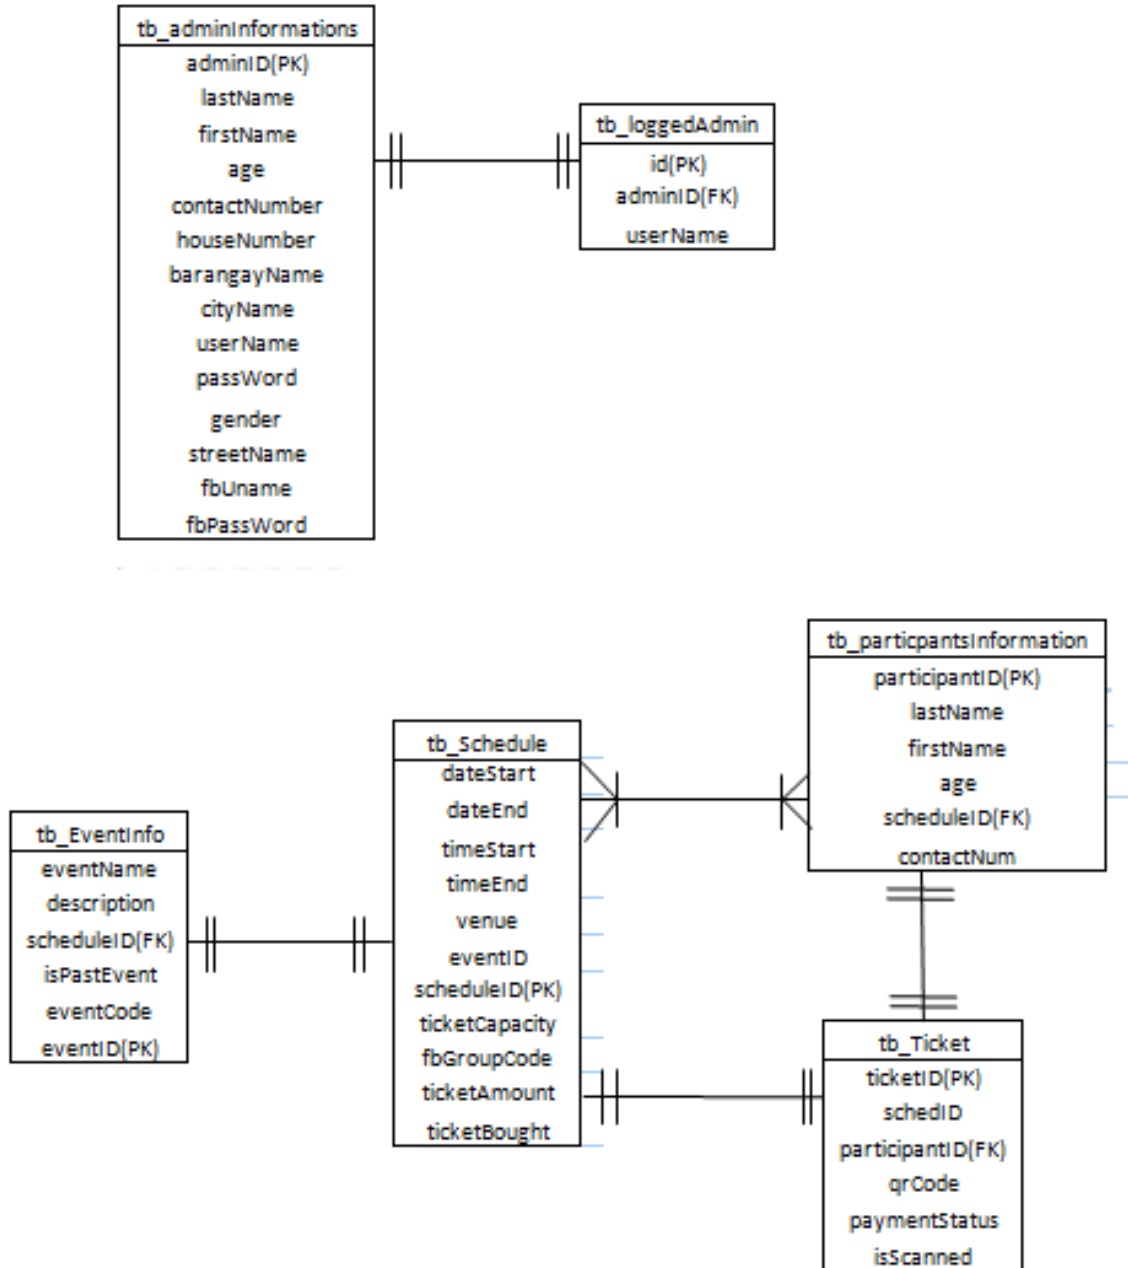 tb_adminInformations
adminID(PK)
lastName
firstName
age
contactNumber
houseNumber
barangayName
cityName
userName
passWord
gender
streetName
fbUname
fbPassWord
tb_loggedAdmin
id(PK)
adminID(FK)
userName
tb_EventInfo
eventName
description
scheduleID(FK)
isPastEvent
eventCode
eventID(PK)
tb_Schedule
dateStart
dateEnd
timeStart
timeEnd
venue
eventID
scheduleID(PK)
ticketCapacity
fbGroupCode
ticketAmount
ticketBought
tb_particpantsInformation
participantID(PK)
lastName
firstName
age
scheduleID(FK)
contactNum
tb_Ticket
ticketID(PK)
schedID
participantID(FK)
qrCode
paymentStatus
isScanned